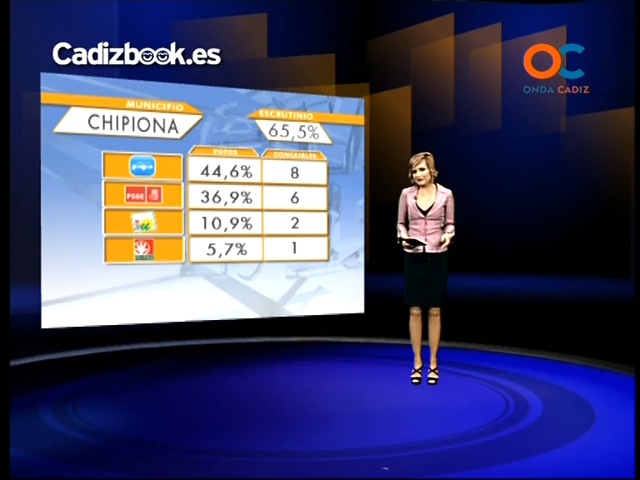 Cadizbook.es
OC
ONDA CADIZ
MUNICIPIO
CHIPIONA
ESCRUTINIO
65,5%
VOTOS CONCEJALES
44,6% 8
PSOE 36,9% 6
iu 10,9% 2
5,7% 1